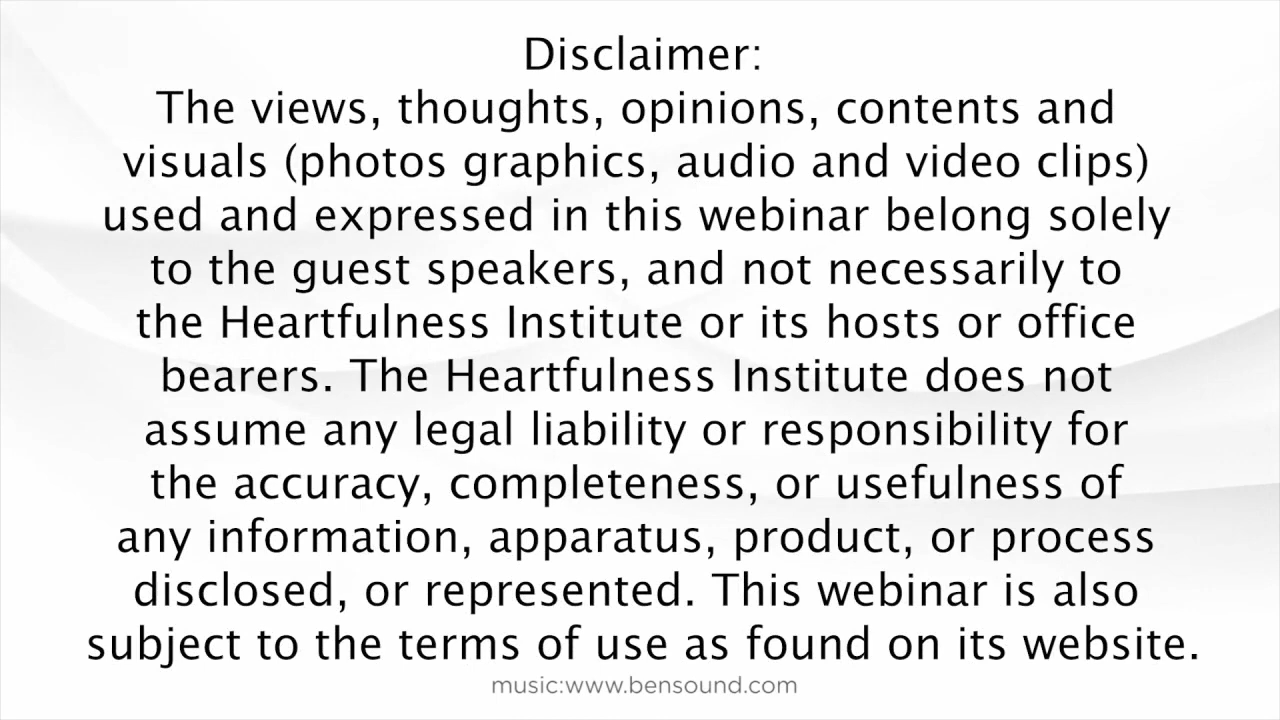 Disclaimer:
The views, thoughts, opinions, contents and
visuals (photos graphics, audio and video clips)
used and expressed in this webinar belong solely
to the guest speakers, and not necessarily to
the Heartfulness Institute or its hosts or office
bearers. The Heartfulness Institute does not
assume any legal liability or responsibility for
the accuracy, completeness, or usefulness of
any information, apparatus, product, or process
disclosed, or represented. This webinar is also
subject to the terms of use as found on its website.
music:www.bensound.com